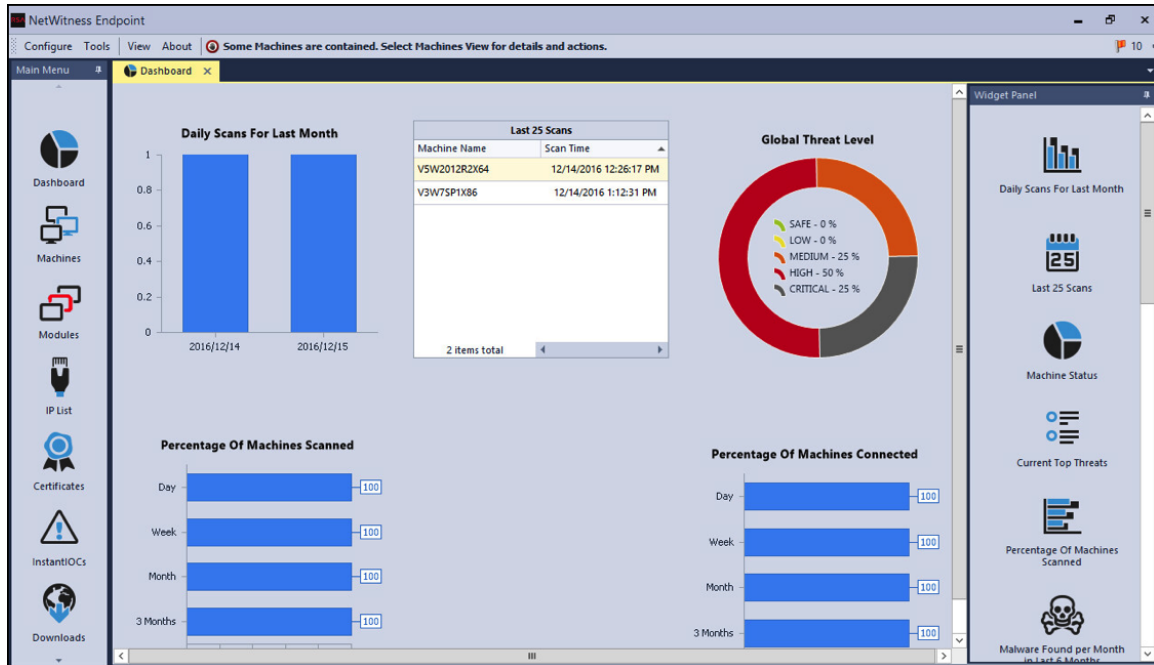 RSA NetWitness Endpoint
Configure Tools View About Some Machines are contained. Select Machines View for details and actions. 10
Main Menu
Dashboard
Machines
Modules
IP List
Certificates
InstantIOCs
Downloads
Dashboard
Daily Scans For Last Month
1
0.8
0.6
0.4
0.2
0
2016/12/14 2016/12/15
Last 25 Scans
Machine Name Scan Time
V5W2012R2X64 12/14/2016 12:26:17 PM
V3W7SP1X86 12/14/2016 1:12:31 PM
2 items total
Global Threat Level
SAFE - 0 %
LOW - 0 %
MEDIUM - 25 %
HIGH - 50 %
CRITICAL - 25 %
Percentage Of Machines Scanned
Day 100
Week 100
Month 100
3 Months 100
Percentage Of Machines Connected
Day 100
Week 100
Month 100
3 Months 100
Widget Panel
Daily Scans For Last Month
25
Last 25 Scans
Machine Status
Current Top Threats
Percentage Of Machines
Scanned
Malware Found per Month
in Last 6 Months